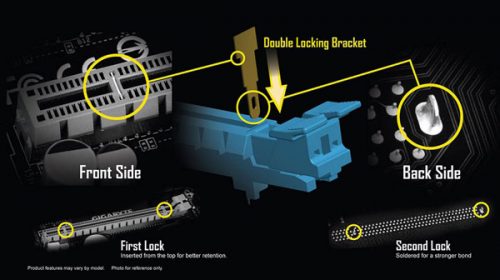 Double Locking Bracket
Front Side
Back Side
GIGABYTE
First Lock
Inserted from the top for better retention.
Second Lock
Soldered for a stronger bond
Product features may vary by model. Photo for reference only.